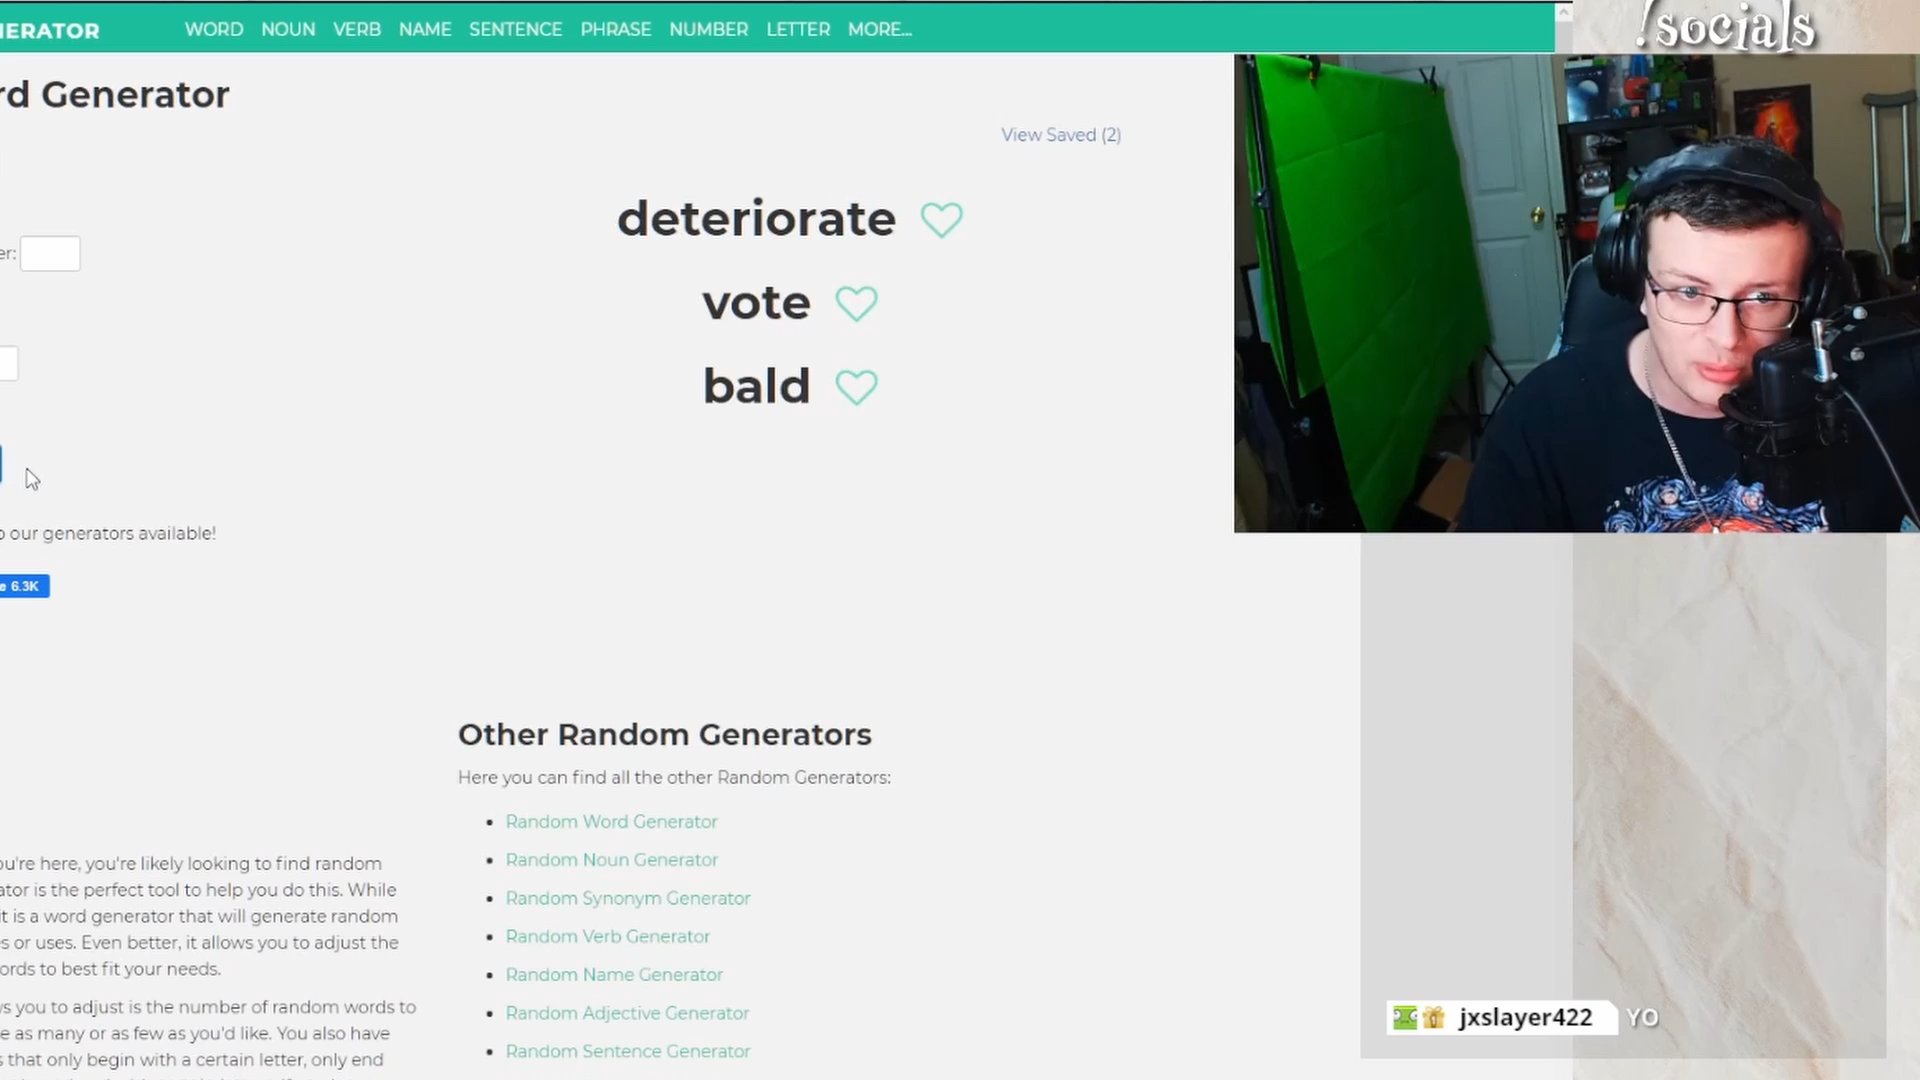 !socials
ERATOR WORD NOUN VERB NAME SENTENCE PHRASE NUMBER LETTER MORE...
rd Generator
View Saved (2)
deteriorate
vote
bald
er:
o our generators available!
e 6.3K
Other Random Generators
Here you can find all the other Random Generators:
• Random Word Generator
• Random Noun Generator
• Random Synonym Generator
• Random Verb Generator
• Random Name Generator
• Random Adjective Generator
• Random Sentence Generator
ou're here, you're likely looking to find random
ator is the perfect tool to help you do this. While
it is a word generator that will generate random
s or uses. Even better, it allows you to adjust the
ords to best fit your needs.
ws you to adjust is the number of random words to
e as many or as few as you'd like. You also have
s that only begin with a certain letter, only end
jxslayer422 YO